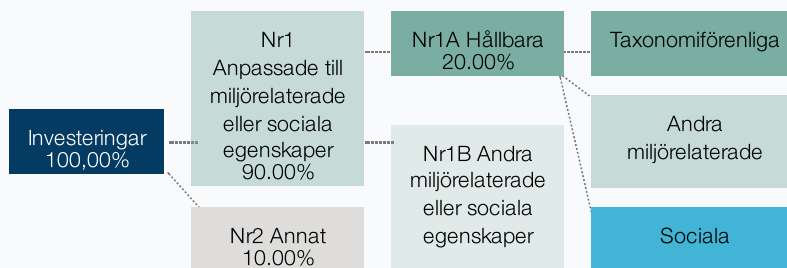 Investeringar
100,00%
Nr1
Anpassade till
miljörelaterade
eller sociala
egenskaper
90.00%
Nr2 Annat
10.00%
Nr1A Hållbara
20.00%
Nr1B Andra
miljörelaterade
eller sociala
egenskaper
Taxonomiförenliga
Andra
miljörelaterade
Sociala